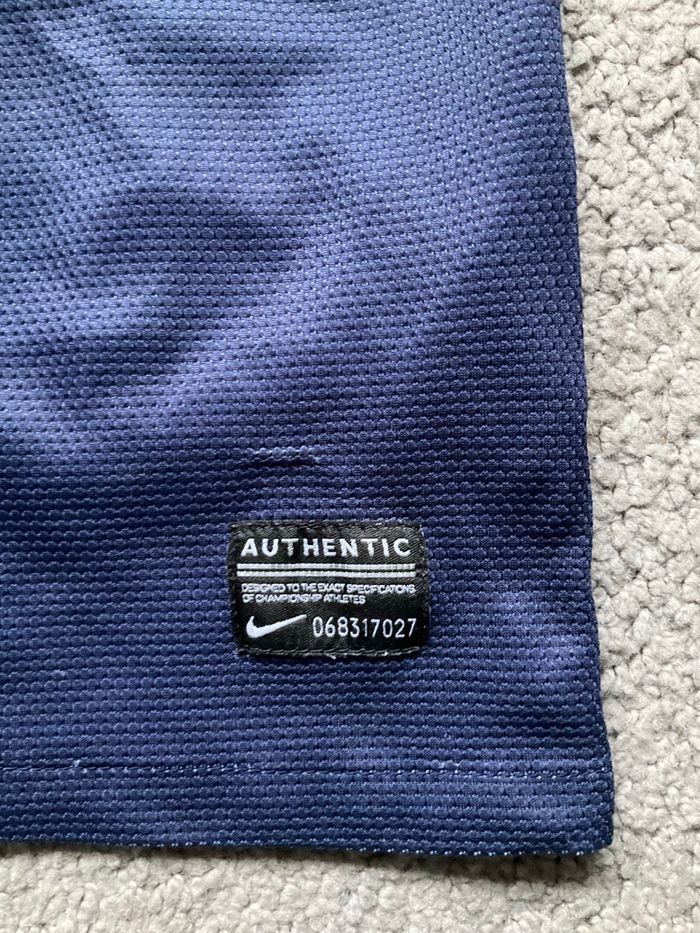 AUTHENTIC
DESIGNED TO THE EXACT SPECIFICATIONS
OF CHAMPIONSHIP ATHLETES
068317027